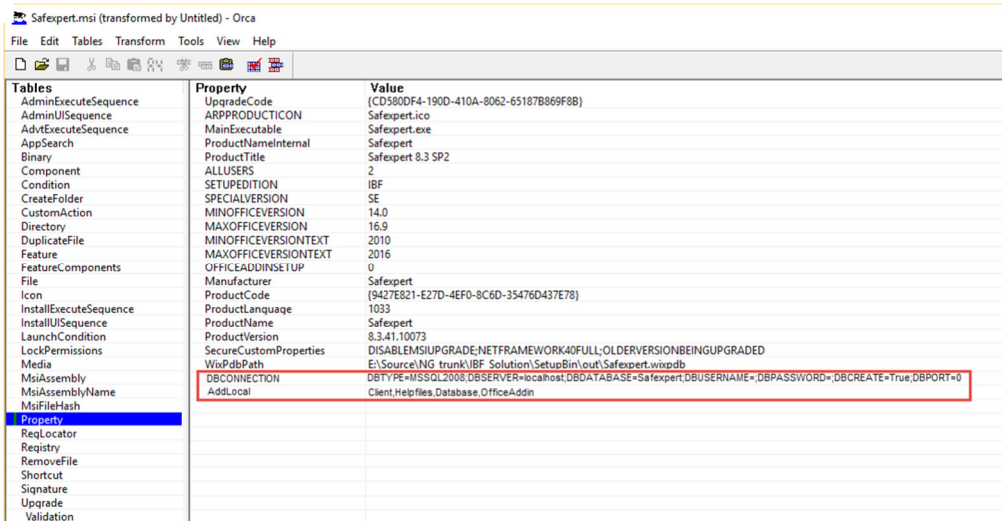 Safexpert.msi (transformed by Untitled) - Orca
File Edit Tables Transform Tools View Help
Tables Property Value
AdminExecuteSequence UpgradeCode {CD580DF4-190D-410A-8062-65187B869F8B}
AdminUISequence ARPPRODUCTICON Safexpert.ico
AdvtExecuteSequence MainExecutable Safexpert.exe
AppSearch ProductNameInternal Safexpert
Binary ProductTitle Safexpert 8.3 SP2
Component ALLUSERS 2
Condition SETUPEDITION IBF
CreateFolder SPECIALVERSION SE
CustomAction MINOFFICEVERSION 14.0
Directory MAXOFFICEVERSION 16.9
DuplicateFile MINOFFICEVERSIONTEXT 2010
Feature MAXOFFICEVERSIONTEXT 2016
FeatureComponents OFFICEADDINSETUP 0
File Manufacturer Safexpert
Icon ProductCode {9427E821-E27D-4EF0-8C6D-35476D437E78}
InstallExecuteSequence ProductLanguage 1033
InstallUISequence ProductName Safexpert
LaunchCondition ProductVersion 8.3.41.10073
LockPermissions SecureCustomProperties DISABLEMSIUPGRADE;NETFRAMEWORK40FULL;OLDERVERSIONBEINGUPGRADED
Media WixPdbPath E:\Source\NG_trunk\IBF_Solution\SetupBin\out\Safexpert.wixpdb
MsiAssembly DBCONNECTION DBTYPE=MSSQL2008;DBSERVER=localhost;DBDATABASE=Safexpert;DBUSERNAME=;DBPASSWORD=;DBCREATE=True;DBPORT=0
MsiAssemblyName AddLocal Client,Helpfiles,Database,OfficeAddin
MsiFileHash
Property
ReqLocator
Registry
RemoveFile
Shortcut
Signature
Upgrade
Validation